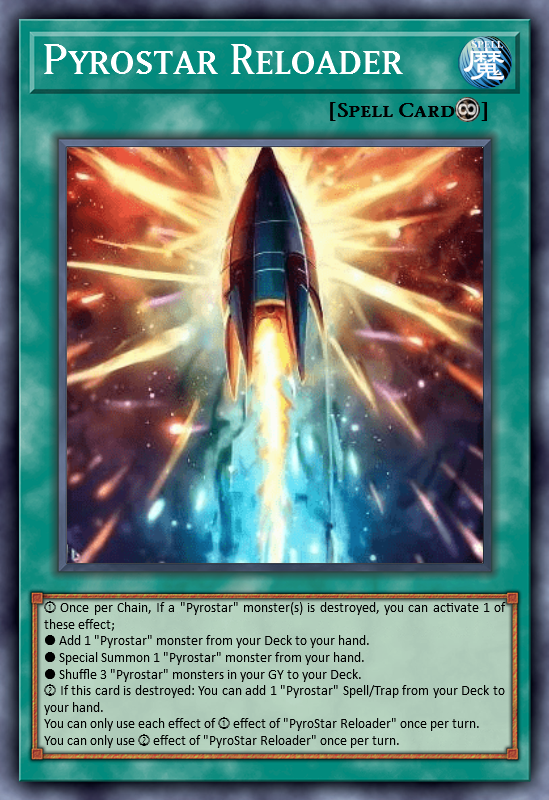 Pyrostar Reloader
SPELL
魔
[Spell Card]
① Once per Chain, If a "Pyrostar" monster(s) is destroyed, you can activate 1 of
these effect;
● Add 1 "Pyrostar" monster from your Deck to your hand.
● Special Summon 1 "Pyrostar" monster from your hand.
● Shuffle 3 "Pyrostar" monsters in your GY to your Deck.
② If this card is destroyed: You can add 1 "Pyrostar" Spell/Trap from your Deck to
your hand.
You can only use each effect of ① effect of "PyroStar Reloader" once per turn.
You can only use ② effect of "PyroStar Reloader" once per turn.